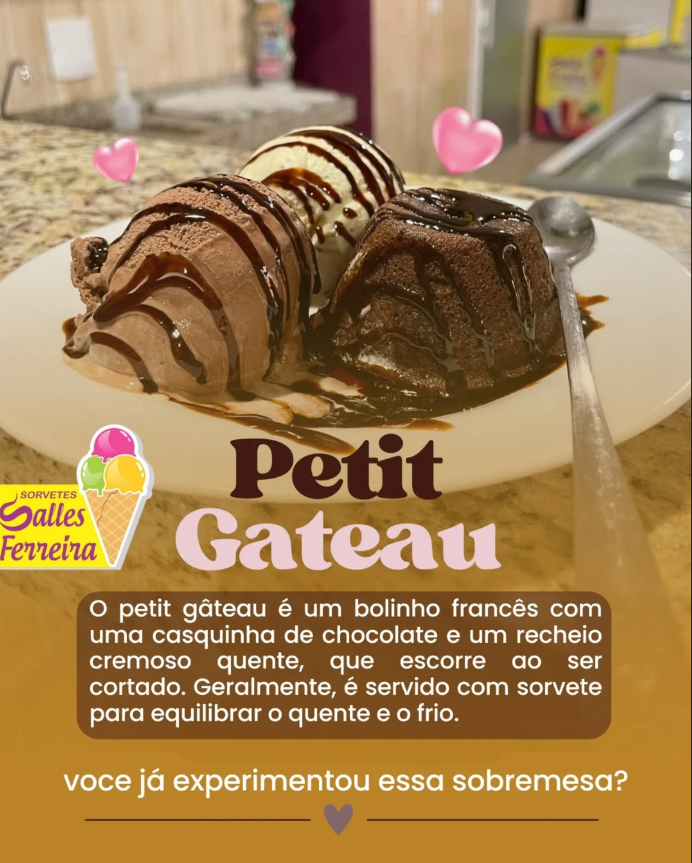 Petit
Gateau
SORVETES
Salles
Ferreira
O petit gâteau é um bolinho francês com
uma casquinha de chocolate e um recheio
cremoso quente, que escorre ao ser
cortado. Geralmente, é servido com sorvete
para equilibrar o quente e o frio.
voce já experimentou essa sobremesa?